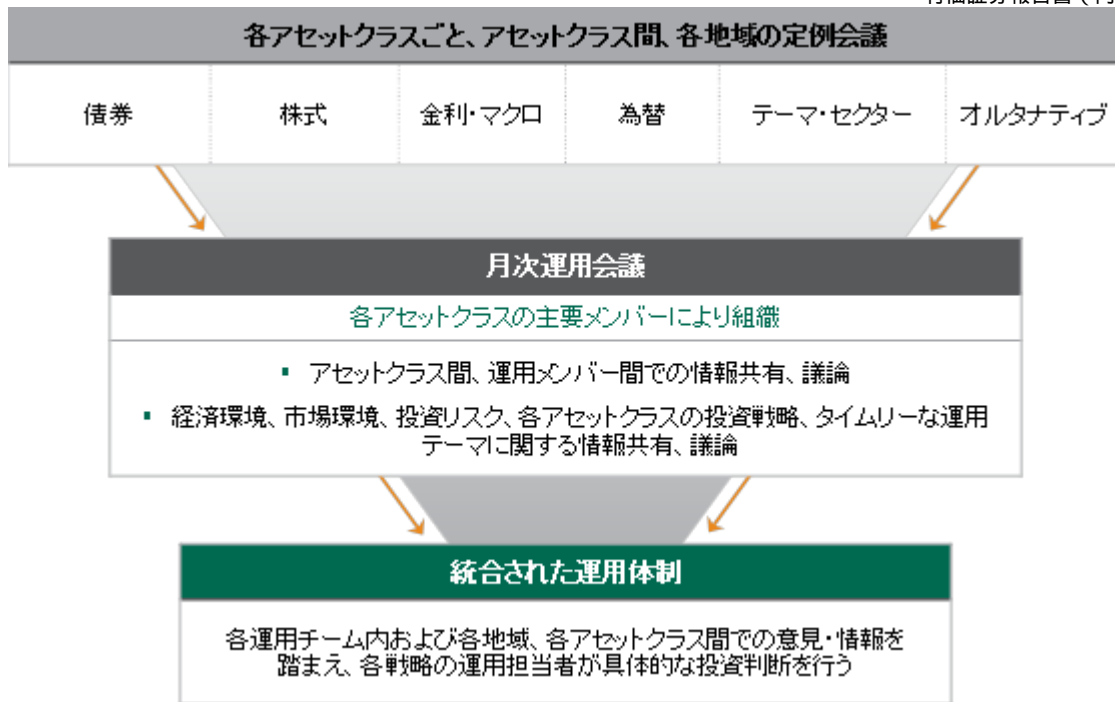 各アセットクラスごと、アセットクラス間、各地域の定例会議
債券
株式
金利・マクロ
為替
テーマ・セクター
オルタナティブ
月次運用会議
各アセットクラスの主要メンバーにより組織
▪ アセットクラス間、運用メンバー間での情報共有、議論
▪ 経済環境、市場環境、投資リスク、各アセットクラスの投資戦略、タイムリーな運用
テーマに関する情報共有、議論
統合された運用体制
各運用チーム内および各地域、各アセットクラス間での意見・情報を
踏まえ、各戦略の運用担当者が具体的な投資判断を行う